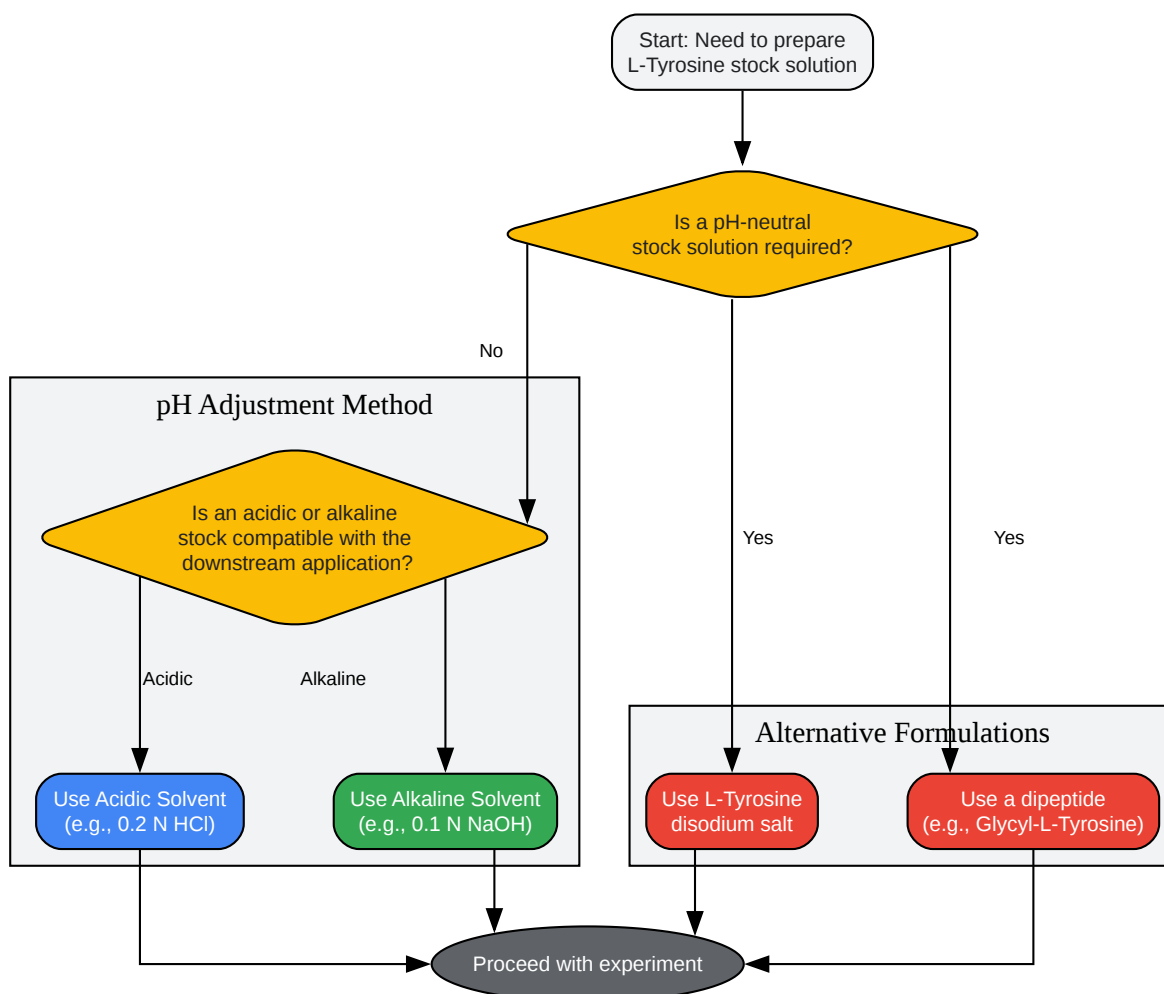 Start: Need to prepare
L-Tyrosine stock solution
Is a pH-neutral
stock solution required?
No
pH Adjustment Method
Is an acidic or alkaline
stock compatible with the
downstream application?
Yes
Yes
Acidic
Alkaline
Alternative Formulations
Use Acidic Solvent
(e.g., 0.2 N HCl)
Use Alkaline Solvent
(e.g., 0.1 N NaOH)
Use L-Tyrosine
disodium salt
Use a dipeptide
(e.g., Glycyl-L-Tyrosine)
Proceed with experiment